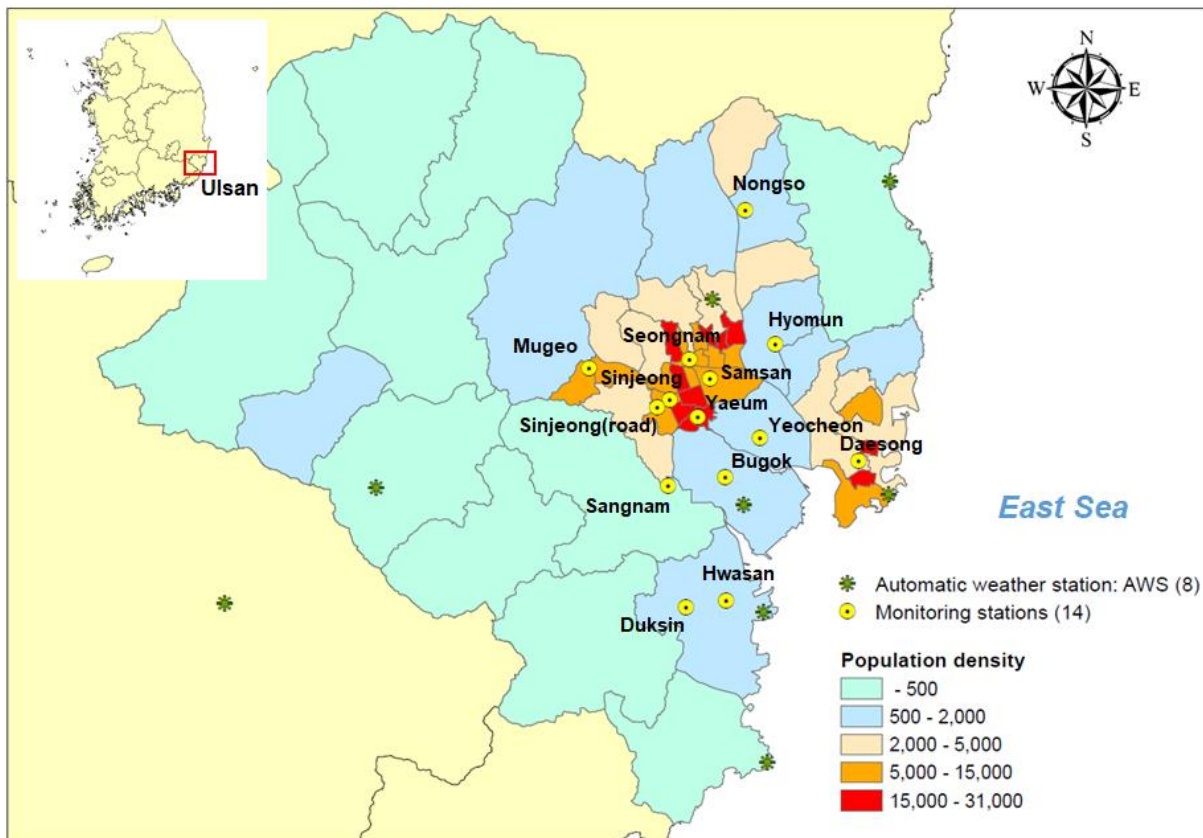 Ulsan
N
W
E
S
Nongso
Hyomun
Seongnam
Mugeo
Sinjeong
Samsan
Sinjeong(road)
Yaeum
Yeocheon
Daesong
Bugok
Sangnam
East Sea
Hwasan
Duksin
Automatic weather station: AWS (8)
Monitoring stations (14)
Population density
- 500
500 - 2,000
2,000 - 5,000
5,000 - 15,000
15,000 - 31,000